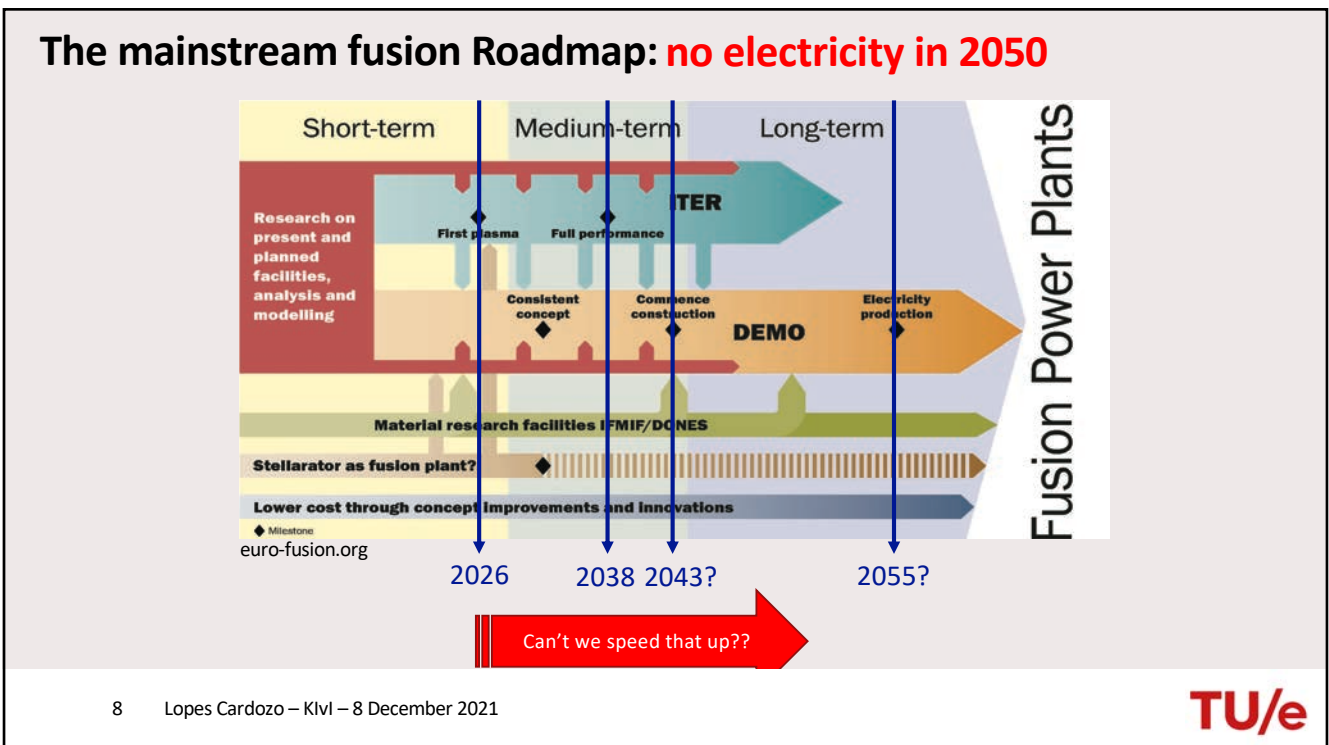 The mainstream fusion Roadmap: no electricity in 2050
Short-term
Medium-term
Long-term
Fusion Power Plants
Research on
present and
planned
facilities,
analysis and
modelling
ITER
First plasma
Full performance
Consistent
concept
Commence
construction
Electricity
production
DEMO
Material research facilities IFMIF/DONES
Stellarator as fusion plant?
Lower cost through concept improvements and innovations
Milestone
euro-fusion.org
2026
2038
2043?
2055?
Can't we speed that up??
8 Lopes Cardozo – KIvI – 8 December 2021
TU/e